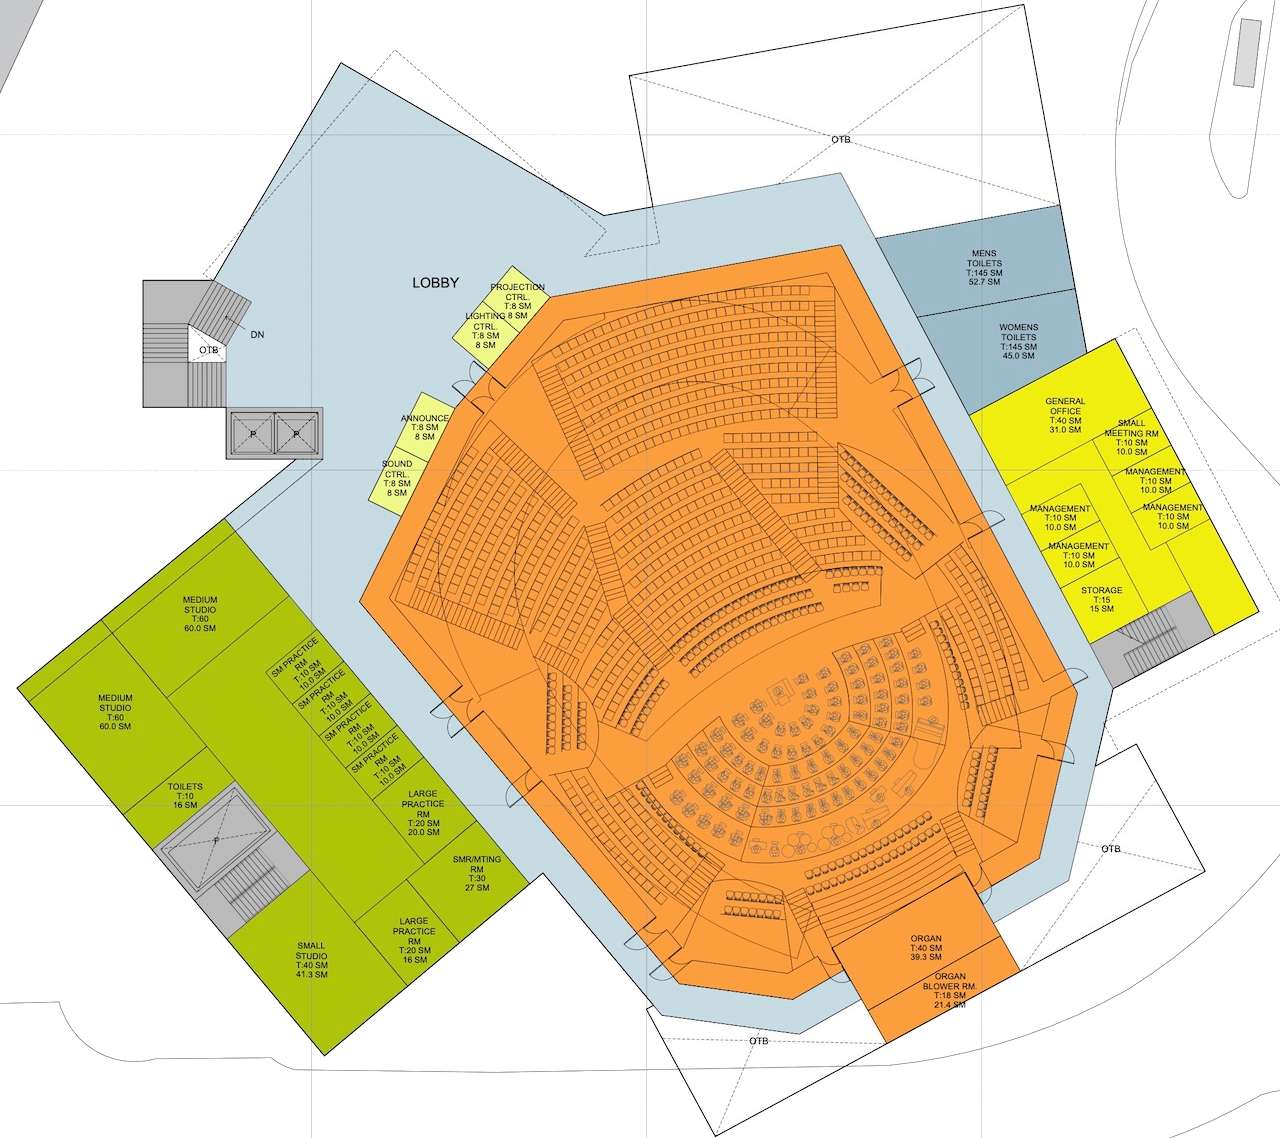 OTB
MENS
TOILETS
T:145 SM
52.7 SM
WOMENS
TOILETS
T:145 SM
45.0 SM
LOBBY
PROJECTION
CTRL.
T:8 SM
8 SM
LIGHTING
CTRL.
T:8 SM
8 SM
DN
OTB
P
P
ANNOUNCE
T:8 SM
8 SM
SOUND
CTRL.
T:8 SM
8 SM
GENERAL
OFFICE
T:40 SM
31.0 SM
SMALL
MEETING RM
T:10 SM
10.0 SM
MANAGEMENT
T:10 SM
10.0 SM
MANAGEMENT
T:10 SM
10.0 SM
MANAGEMENT
T:10 SM
10.0 SM
MANAGEMENT
T:10 SM
10.0 SM
STORAGE
T:15
15 SM
MEDIUM
STUDIO
T:60
60.0 SM
MEDIUM
STUDIO
T:60
60.0 SM
SM PRACTICE
RM
T:10 SM
10.0 SM
SM PRACTICE
RM
T:10 SM
10.0 SM
SM PRACTICE
RM
T:10 SM
10.0 SM
SM PRACTICE
RM
T:10 SM
10.0 SM
TOILETS
T:10
16 SM
F
LARGE
PRACTICE
RM
T:20 SM
20.0 SM
SMR/MTING
RM
T:30
27 SM
LARGE
PRACTICE
RM
T:20 SM
16 SM
SMALL
STUDIO
T:40 SM
41.3 SM
OTB
ORGAN
T:40 SM
39.3 SM
ORGAN
BLOWER RM.
T:18 SM
21.4 SM
OTB